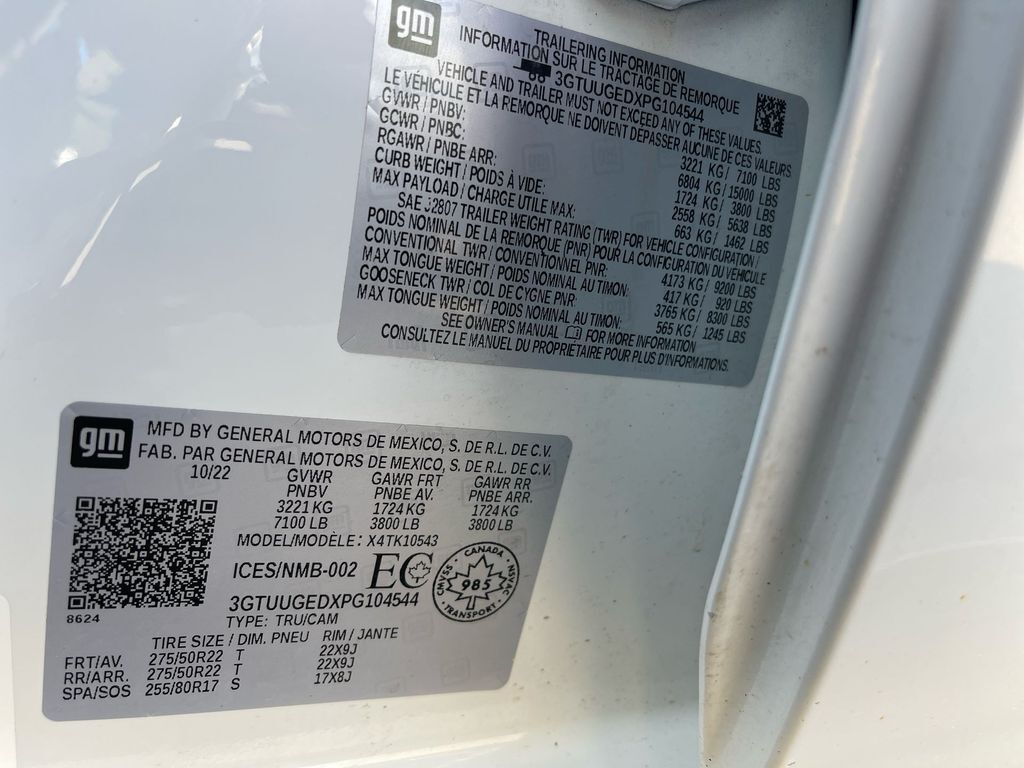 gm
TRAILERING INFORMATION
INFORMATION SUR LE TRACTAGE DE REMORQUE
3GTUUGEDXPG104544
VEHICLE AND TRAILER MUST NOT EXCEED ANY OF THESE VALUES.
LE VÉHICULE ET LA REMORQUE NE DOIVENT DÉPASSER AUCUNE DE CES VALEURS
GVWR / PNBV: 3221 KG / 7100 LBS
GCWR / PNBC: 6804 KG / 15000 LBS
RGAWR / PNBE ARR: 1724 KG / 3800 LBS
CURB WEIGHT / POIDS À VIDE: 2558 KG / 5638 LBS
MAX PAYLOAD / CHARGE UTILE MAX: 663 KG / 1462 LBS
SAE J2807 TRAILER WEIGHT RATING (TWR) FOR VEHICLE CONFIGURATION /
POIDS NOMINAL DE LA REMORQUE (PNR) POUR LA CONFIGURATION DU VÉHICULE
CONVENTIONAL TWR / CONVENTIONNEL PNR: 4173 KG / 9200 LBS
MAX TONGUE WEIGHT / POIDS NOMINAL AU TIMON: 417 KG / 920 LBS
GOOSENECK TWR / COL DE CYGNE PNR: 3765 KG / 8300 LBS
MAX TONGUE WEIGHT / POIDS NOMINAL AU TIMON: 565 KG / 1245 LBS
SEE OWNER'S MANUAL FOR MORE INFORMATION
CONSULTEZ LE MANUEL DU PROPRIÉTAIRE POUR PLUS D'INFORMATIONS.
gm
MFD BY GENERAL MOTORS DE MEXICO, S. DE R.L. DE C.V.
FAB. PAR GENERAL MOTORS DE MEXICO, S. DE R.L. DE C.V.
10/22 GVWR GAWR FRT GAWR RR
PNBV PNBE AV. PNBE ARR.
3221 KG 1724 KG 1724 KG
7100 LB 3800 LB 3800 LB
MODEL/MODÈLE: X4TK10543
ICES/NMB-002 EC
CANADA
CMVSS 985 NSVAC
TRANSPORT
3GTUUGEDXPG104544
8624
TYPE: TRU/CAM
TIRE SIZE / DIM. PNEU RIM / JANTE
FRT/AV. 275/50R22 T 22X9J
RR/ARR. 275/50R22 T 22X9J
SPA/SOS 255/80R17 S 17X8J